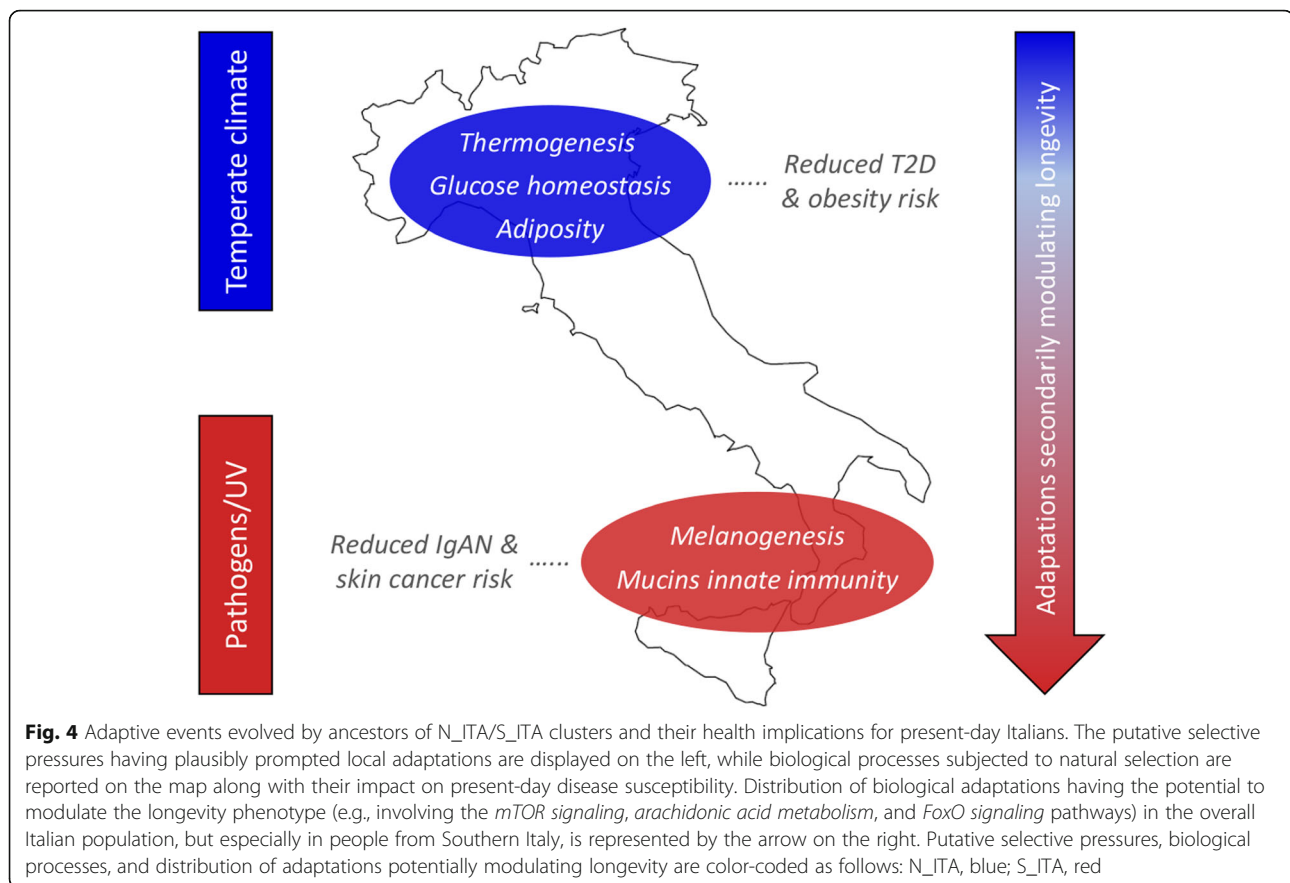 Temperate climate
Thermogenesis
Glucose homeostasis
Adiposity
...... Reduced T2D
& obesity risk
Pathogens/UV
Reduced IgAN & ......
skin cancer risk
Melanogenesis
Mucins innate immunity
Adaptations secondarily modulating longevity
Fig. 4 Adaptive events evolved by ancestors of N_ITA/S_ITA clusters and their health implications for present-day Italians. The putative selective
pressures having plausibly prompted local adaptations are displayed on the left, while biological processes subjected to natural selection are
reported on the map along with their impact on present-day disease susceptibility. Distribution of biological adaptations having the potential to
modulate the longevity phenotype (e.g., involving the mTOR signaling, arachidonic acid metabolism, and FoxO signaling pathways) in the overall
Italian population, but especially in people from Southern Italy, is represented by the arrow on the right. Putative selective pressures, biological
processes, and distribution of adaptations potentially modulating longevity are color-coded as follows: N_ITA, blue; S_ITA, red